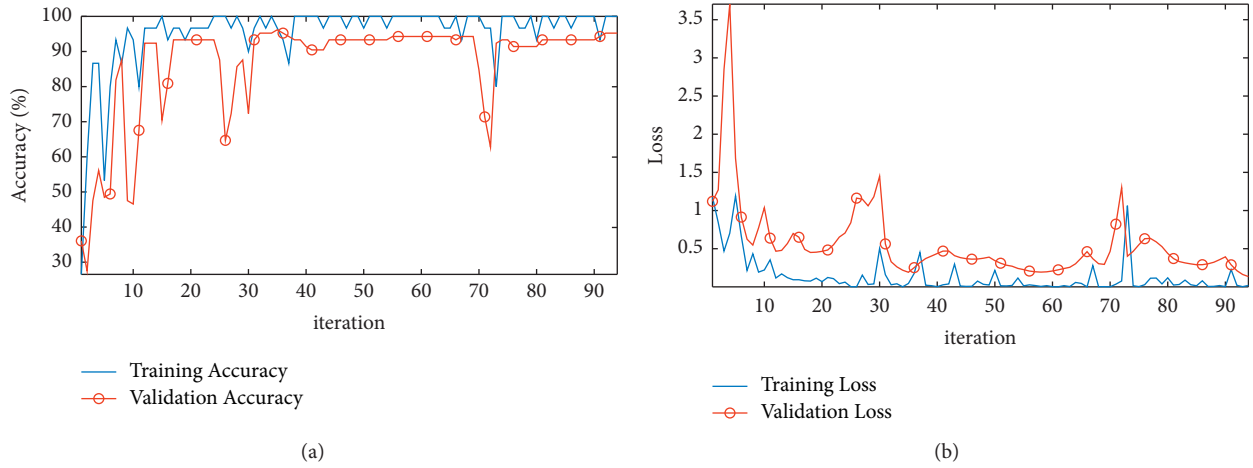 100
90
80
70
60
50
40
30
Accuracy (%)
10 20 30 40 50 60 70 80 90
iteration
Training Accuracy
Validation Accuracy
(a)
3.5
3
2.5
2
1.5
1
0.5
Loss
10 20 30 40 50 60 70 80 90
iteration
Training Loss
Validation Loss
(b)